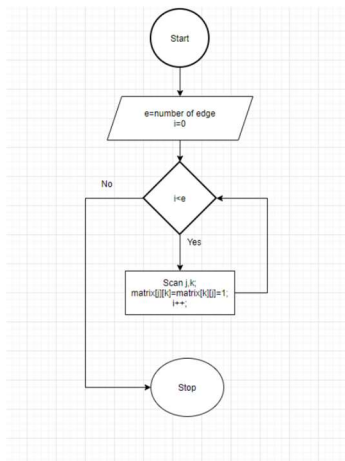 Start
e=number of edge
i=0
No
i<e
Yes
Scan j,k;
matrix[j][k]=matrix[k][j]=1;
i++;
Stop